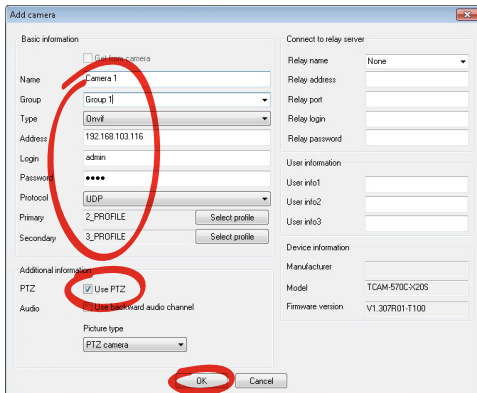 Add camera
Basic information
Get from camera
Name Camera 1
Group Group 1
Type Onvif
Address 192.168.103.116
Login admin
Password ••••
Protocol UDP
Primary 2_PROFILE Select profile
Secondary 3_PROFILE Select profile
Additional information
PTZ Use PTZ
Audio Use backward audio channel
Picture type
PTZ camera
Connect to relay server
Relay name None
Relay address
Relay port
Relay login
Relay password
User information
User info1
User info2
User info3
Device information
Manufacturer
Model TCAM-570C-X20S
Firmware version V1.307R01-T100
OK Cancel